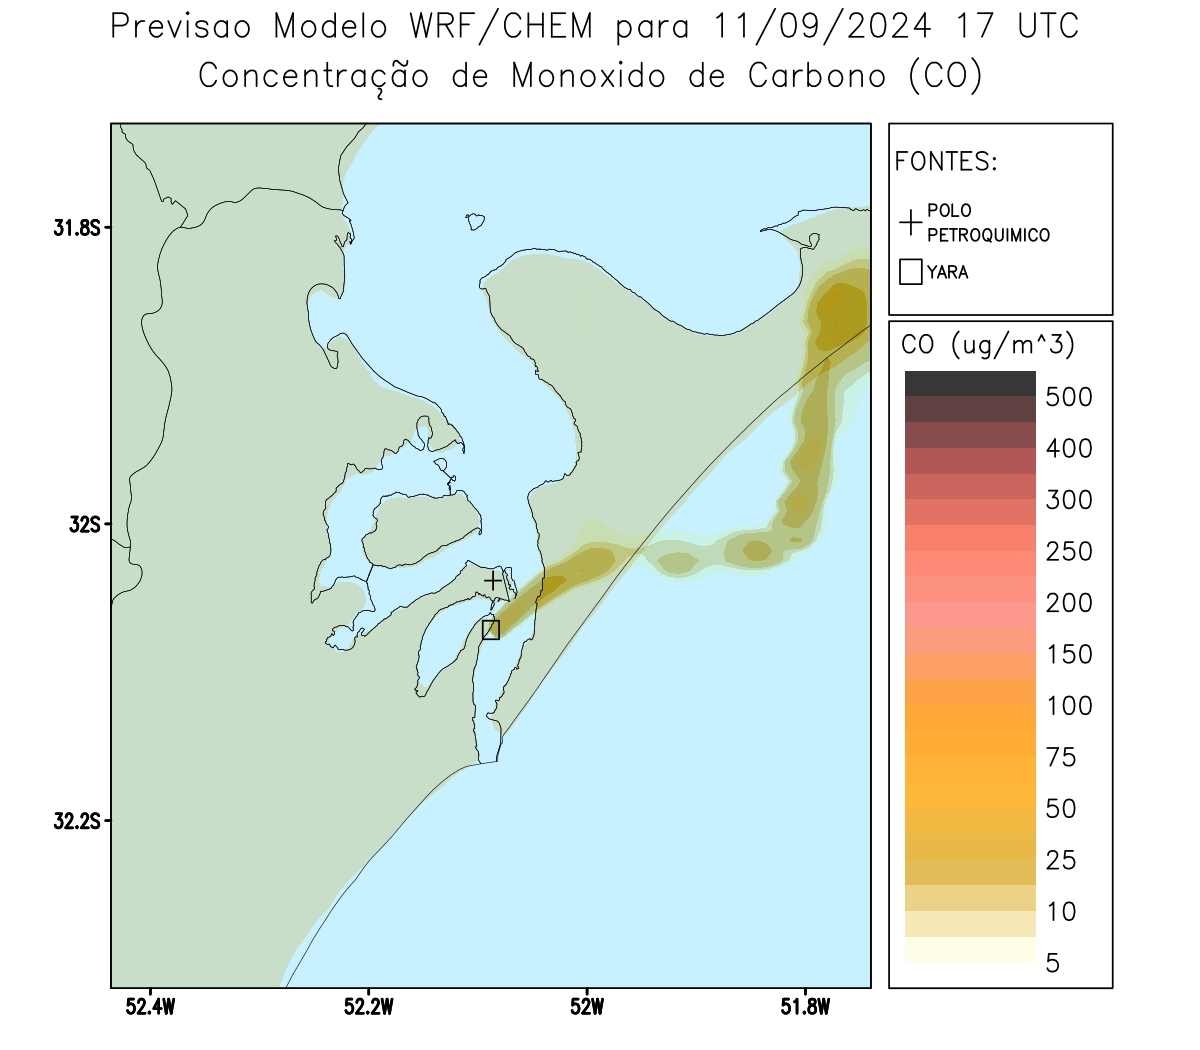 Previsao Modelo WRF/CHEM para 11/09/2024 17 UTC
Concentração de Monoxido de Carbono (CO)
FONTES:
POLO
PETROQUIMICO
YARA
CO (ug/m^3)
500
400
300
250
200
150
100
75
50
25
10
5
31.8S
32S
32.2S
52.4W
52.2W
52W
51.8W